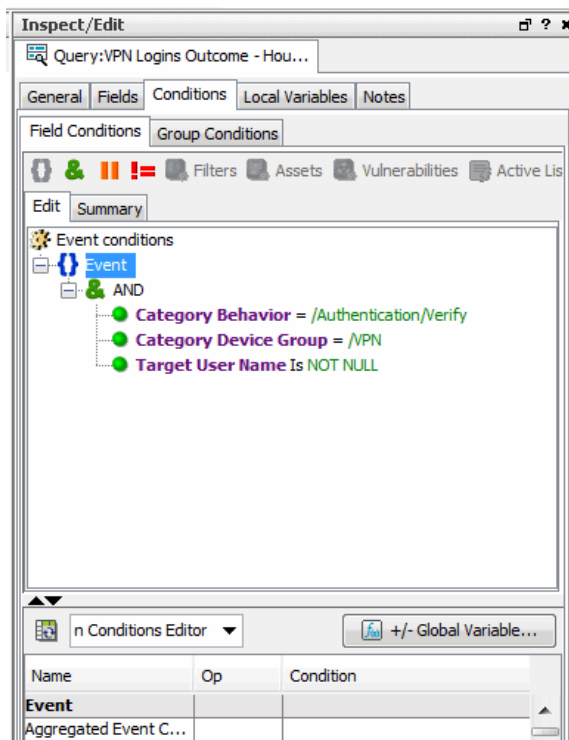 Inspect/Edit
Query:VPN Logins Outcome - Hou...
General Fields Conditions Local Variables Notes
Field Conditions Group Conditions
Filters Assets Vulnerabilities Active Lis
Edit Summary
Event conditions
Event
AND
Category Behavior = /Authentication/Verify
Category Device Group = /VPN
Target User Name Is NOT NULL
n Conditions Editor +/- Global Variable...
Name Op Condition
Event
Aggregated Event C...